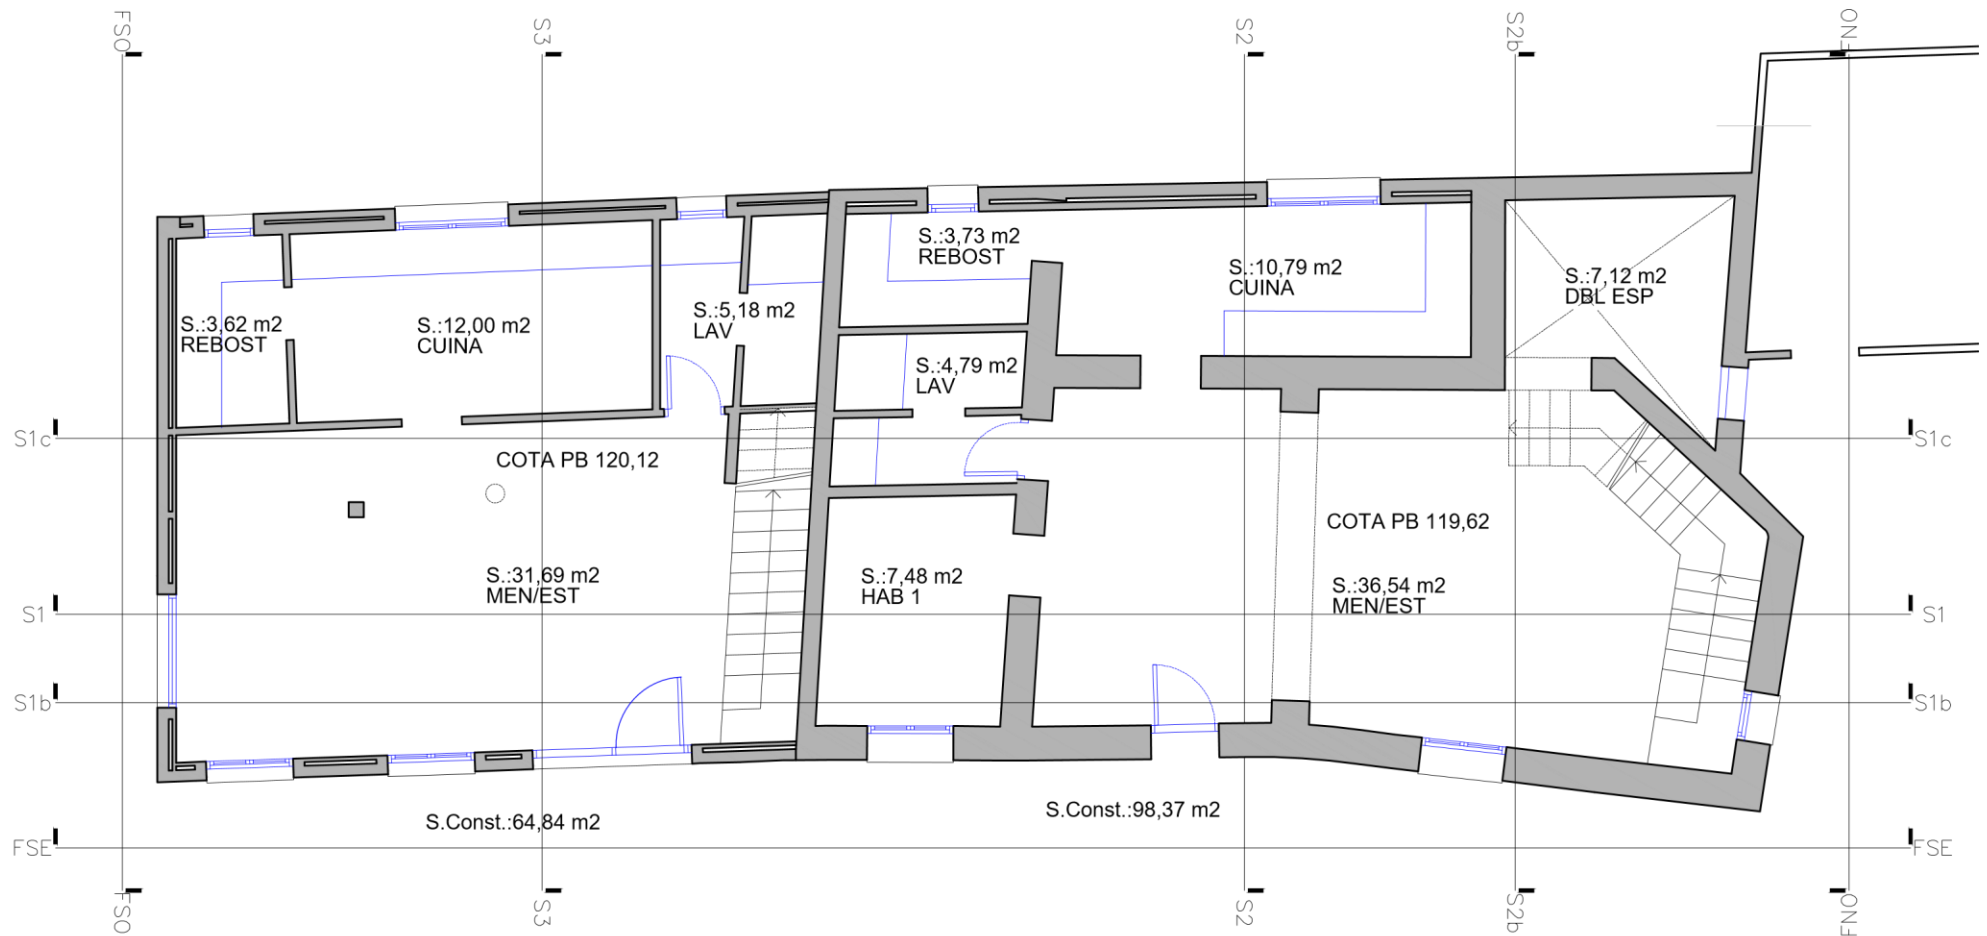 FSO
S3
S2
S2b
FNO
S.:3,73 m2
REBOST
S.:10,79 m2
CUINA
S.:7,12 m2
DBL ESP
S.:3,62 m2
REBOST
S.:12,00 m2
CUINA
S.:5,18 m2
LAV
S.:4,79 m2
LAV
S1c
S1c
COTA PB 120,12
COTA PB 119,62
S.:31,69 m2
MEN/EST
S.:7,48 m2
HAB 1
S.:36,54 m2
MEN/EST
S1
S1
S1b
S1b
S.Const.:64,84 m2
S.Const.:98,37 m2
FSE
FSE
FSO
S3
S2
S2b
FNO